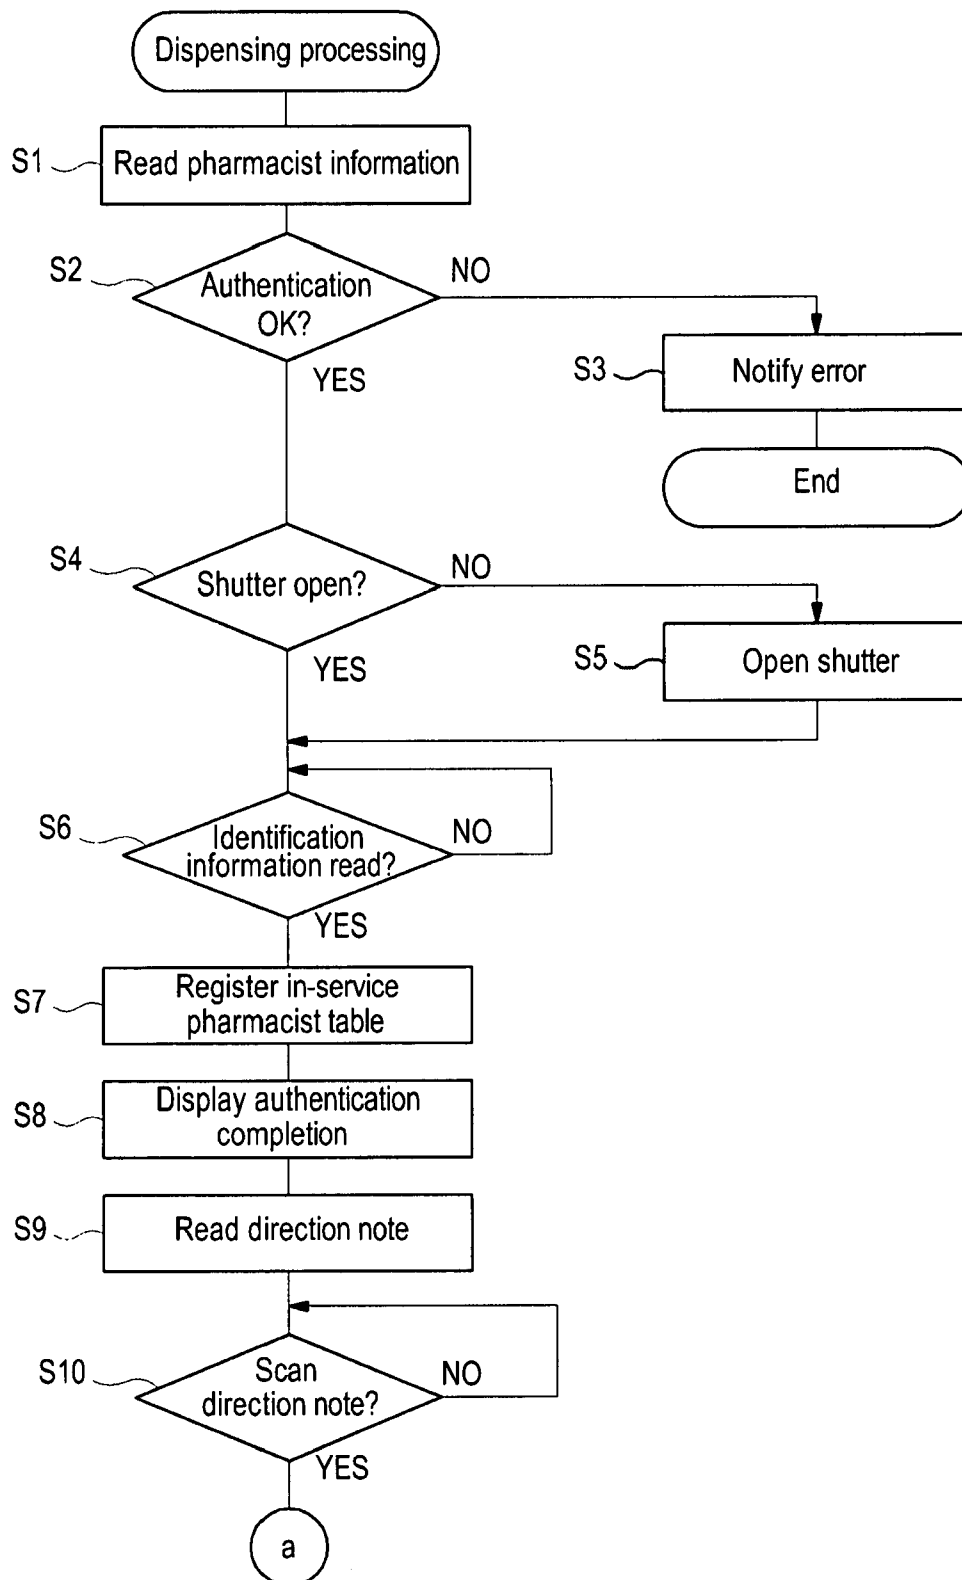 Dispensing processing
S1
Read pharmacist information
S2
Authentication
OK?
NO
YES
S3
Notify error
End
S4
Shutter open?
NO
YES
S5
Open shutter
S6
Identification
information read?
NO
YES
S7
Register in-service
pharmacist table
S8
Display authentication
completion
S9
Read direction note
S10
Scan
direction note?
NO
YES
a